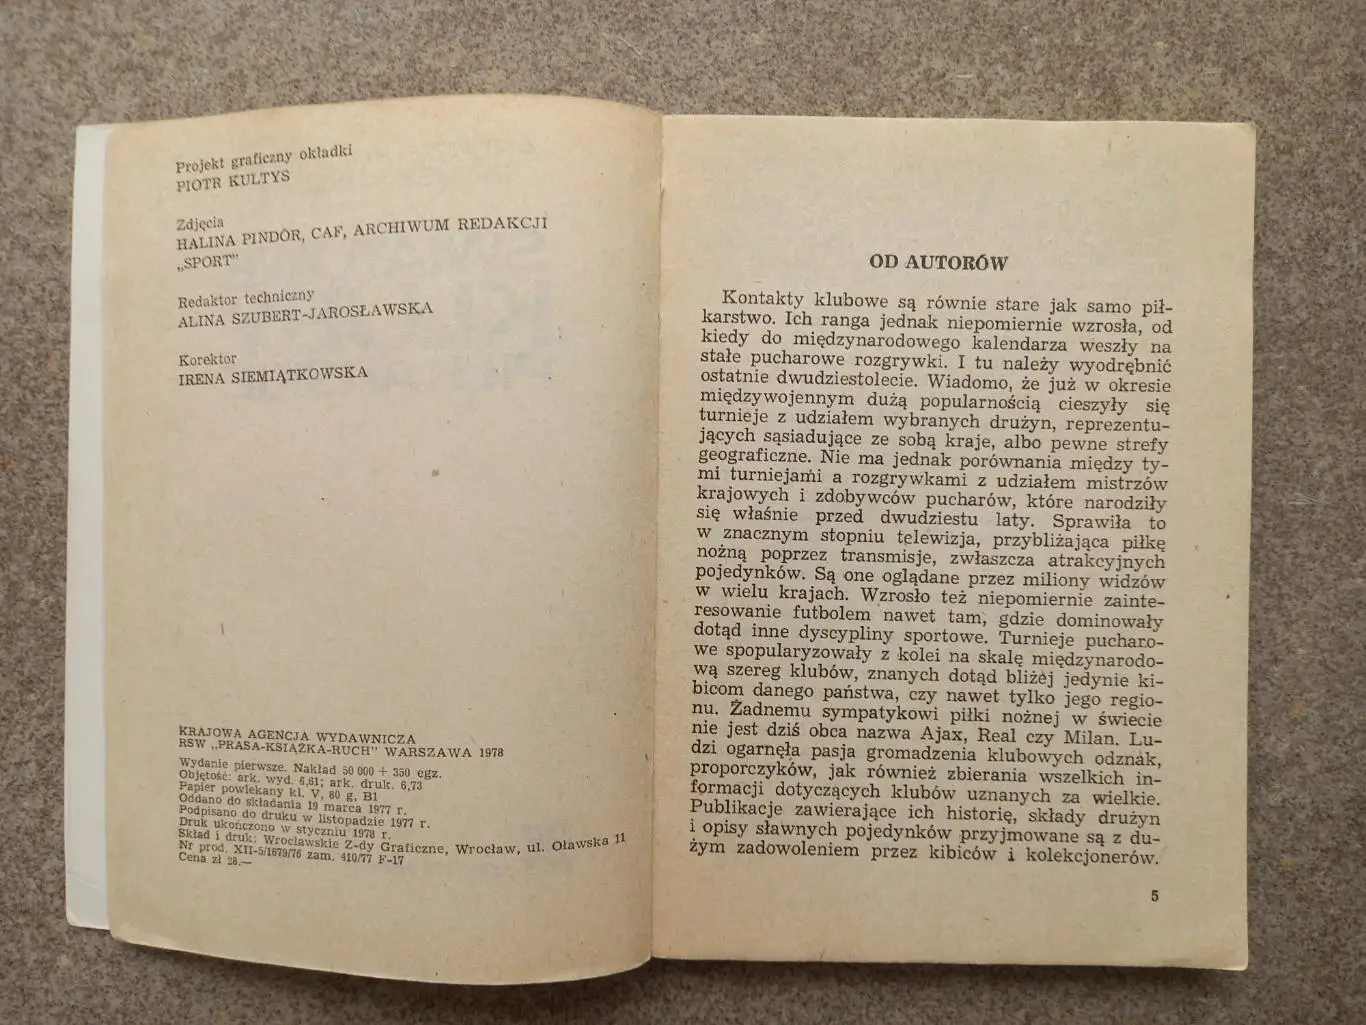 Projekt graficzny okładki
PIOTR KULTYS
Zdjęcia
HALINA PINDÓR, CAF, ARCHIWUM REDAKCJI
„SPORT”
Redaktor techniczny
ALINA SZUBERT-JAROSŁAWSKA
Korektor
IRENA SIEMIĄTKOWSKA
KRAJOWA AGENCJA WYDAWNICZA
RSW „PRASA-KSIĄŻKA-RUCH” WARSZAWA 1978
Wydanie pierwsze. Nakład 50 000 + 350 egz.
Objętość: ark. wyd. 6,61; ark. druk. 6,73
Papier powlekany kl. V, 80 g, B1
Oddano do składania 19 marca 1977 r.
Podpisano do druku w listopadzie 1977 r.
Druk ukończono w styczniu 1978 r.
Skład i druk: Wrocławskie Z-dy Graficzne, Wrocław, ul. Oławska 11
Nr prod. XII-5/1679/76 zam. 410/77 F-17
Cena zł 28.—
OD AUTORÓW
Kontakty klubowe są równie stare jak samo pił-
karstwo. Ich ranga jednak niepomiernie wzrosła, od
kiedy do międzynarodowego kalendarza weszły na
stałe pucharowe rozgrywki. I tu należy wyodrębnić
ostatnie dwudziestolecie. Wiadomo, że już w okresie
międzywojennym dużą popularnością cieszyły się
turnieje z udziałem wybranych drużyn, reprezentu-
jących sąsiadujące ze sobą kraje, albo pewne strefy
geograficzne. Nie ma jednak porównania między ty-
mi turniejami a rozgrywkami z udziałem mistrzów
krajowych i zdobywców pucharów, które narodziły
się właśnie przed dwudziestu laty. Sprawiła to
w znacznym stopniu telewizja, przybliżająca piłkę
nożną poprzez transmisje, zwłaszcza atrakcyjnych
pojedynków. Są one oglądane przez miliony widzów
w wielu krajach. Wzrosło też niepomiernie zainte-
resowanie futbolem nawet tam, gdzie dominowały
dotąd inne dyscypliny sportowe. Turnieje pucharo-
we spopularyzowały z kolei na skalę międzynarodo-
wą szereg klubów, znanych dotąd bliżej jedynie ki-
bicom danego państwa, czy nawet tylko jego regio-
nu. Żadnemu sympatykowi piłki nożnej w świecie
nie jest dziś obca nazwa Ajax, Real czy Milan. Lu-
dzi ogarnęła pasja gromadzenia klubowych odznak,
proporczyków, jak również zbierania wszelkich in-
formacji dotyczących klubów uznanych za wielkie.
Publikacje zawierające ich historię, składy drużyn
i opisy sławnych pojedynków przyjmowane są z du-
żym zadowoleniem przez kibiców i kolekcjonerów.
5